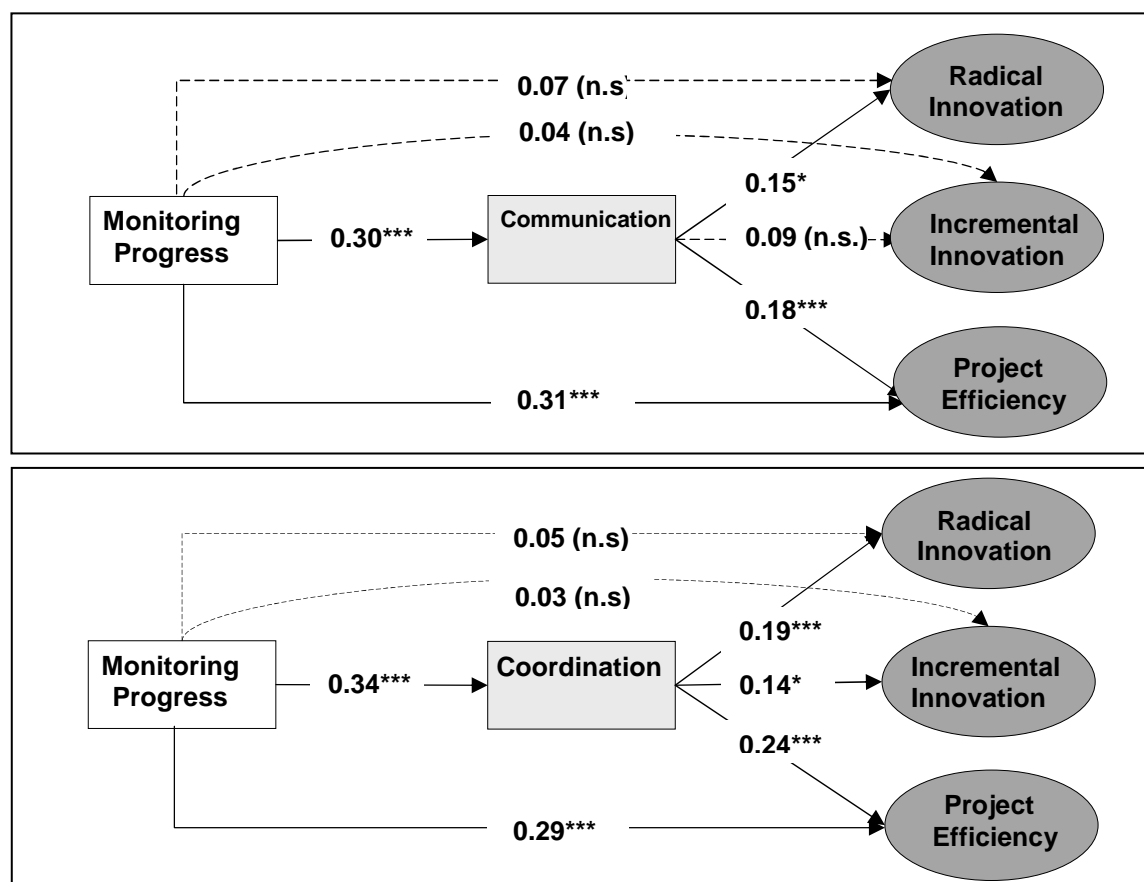 Radical
Innovation
0.07 (n.s
0.04 (n.s)
0.15*
Monitoring
Progress
0.30***
Communication
0.09 (n.s.)
Incremental
Innovation
0.18***
Project
Efficiency
0.31***
Radical
Innovation
0.05 (n.s)
0.03 (n.s)
0.19***
Monitoring
Progress
0.34***
Coordination
0.14*
Incremental
Innovation
0.24***
Project
Efficiency
0.29***